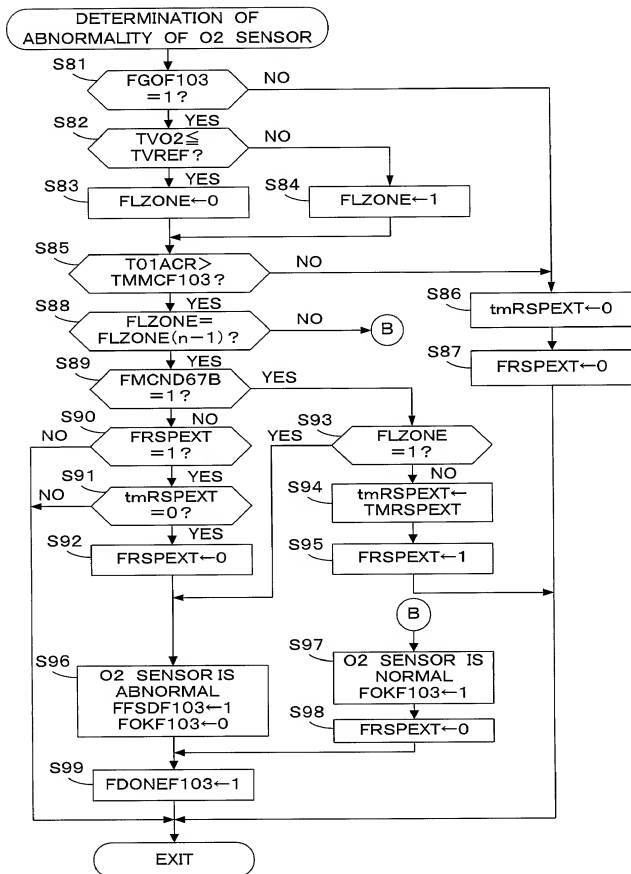 DETERMINATION OF
ABNORMALITY OF O2 SENSOR
S81
FGOF103
=1?
NO
YES
S82
TVO2≦
TVREF?
NO
YES
S83
FLZONE←0
S84
FLZONE←1
S85
T01ACR>
TMMCF103?
NO
YES
S86
tmRSPEXT←0
S87
FRSPEXT←0
S88
FLZONE=
FLZONE(n-1)?
NO
B
YES
S89
FMCND67B
=1?
YES
NO
S90
FRSPEXT
=1?
NO
YES
S91
tmRSPEXT
=0?
NO
YES
S92
FRSPEXT←0
S93
FLZONE
=1?
YES
NO
S94
tmRSPEXT←
TMRSPEXT
S95
FRSPEXT←1
B
S96
O2 SENSOR IS
ABNORMAL
FFSDF103←1
FOKF103←0
S97
O2 SENSOR IS
NORMAL
FOKF103←1
S98
FRSPEXT←0
S99
FDONEF103←1
EXIT